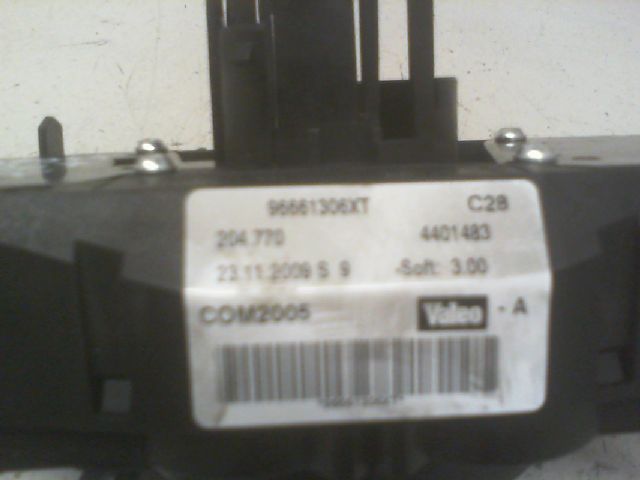 96661306XT C28
204.770 4401483
23.11.2009 S 9 -Soft: 3.00
COM2005 Valeo - A